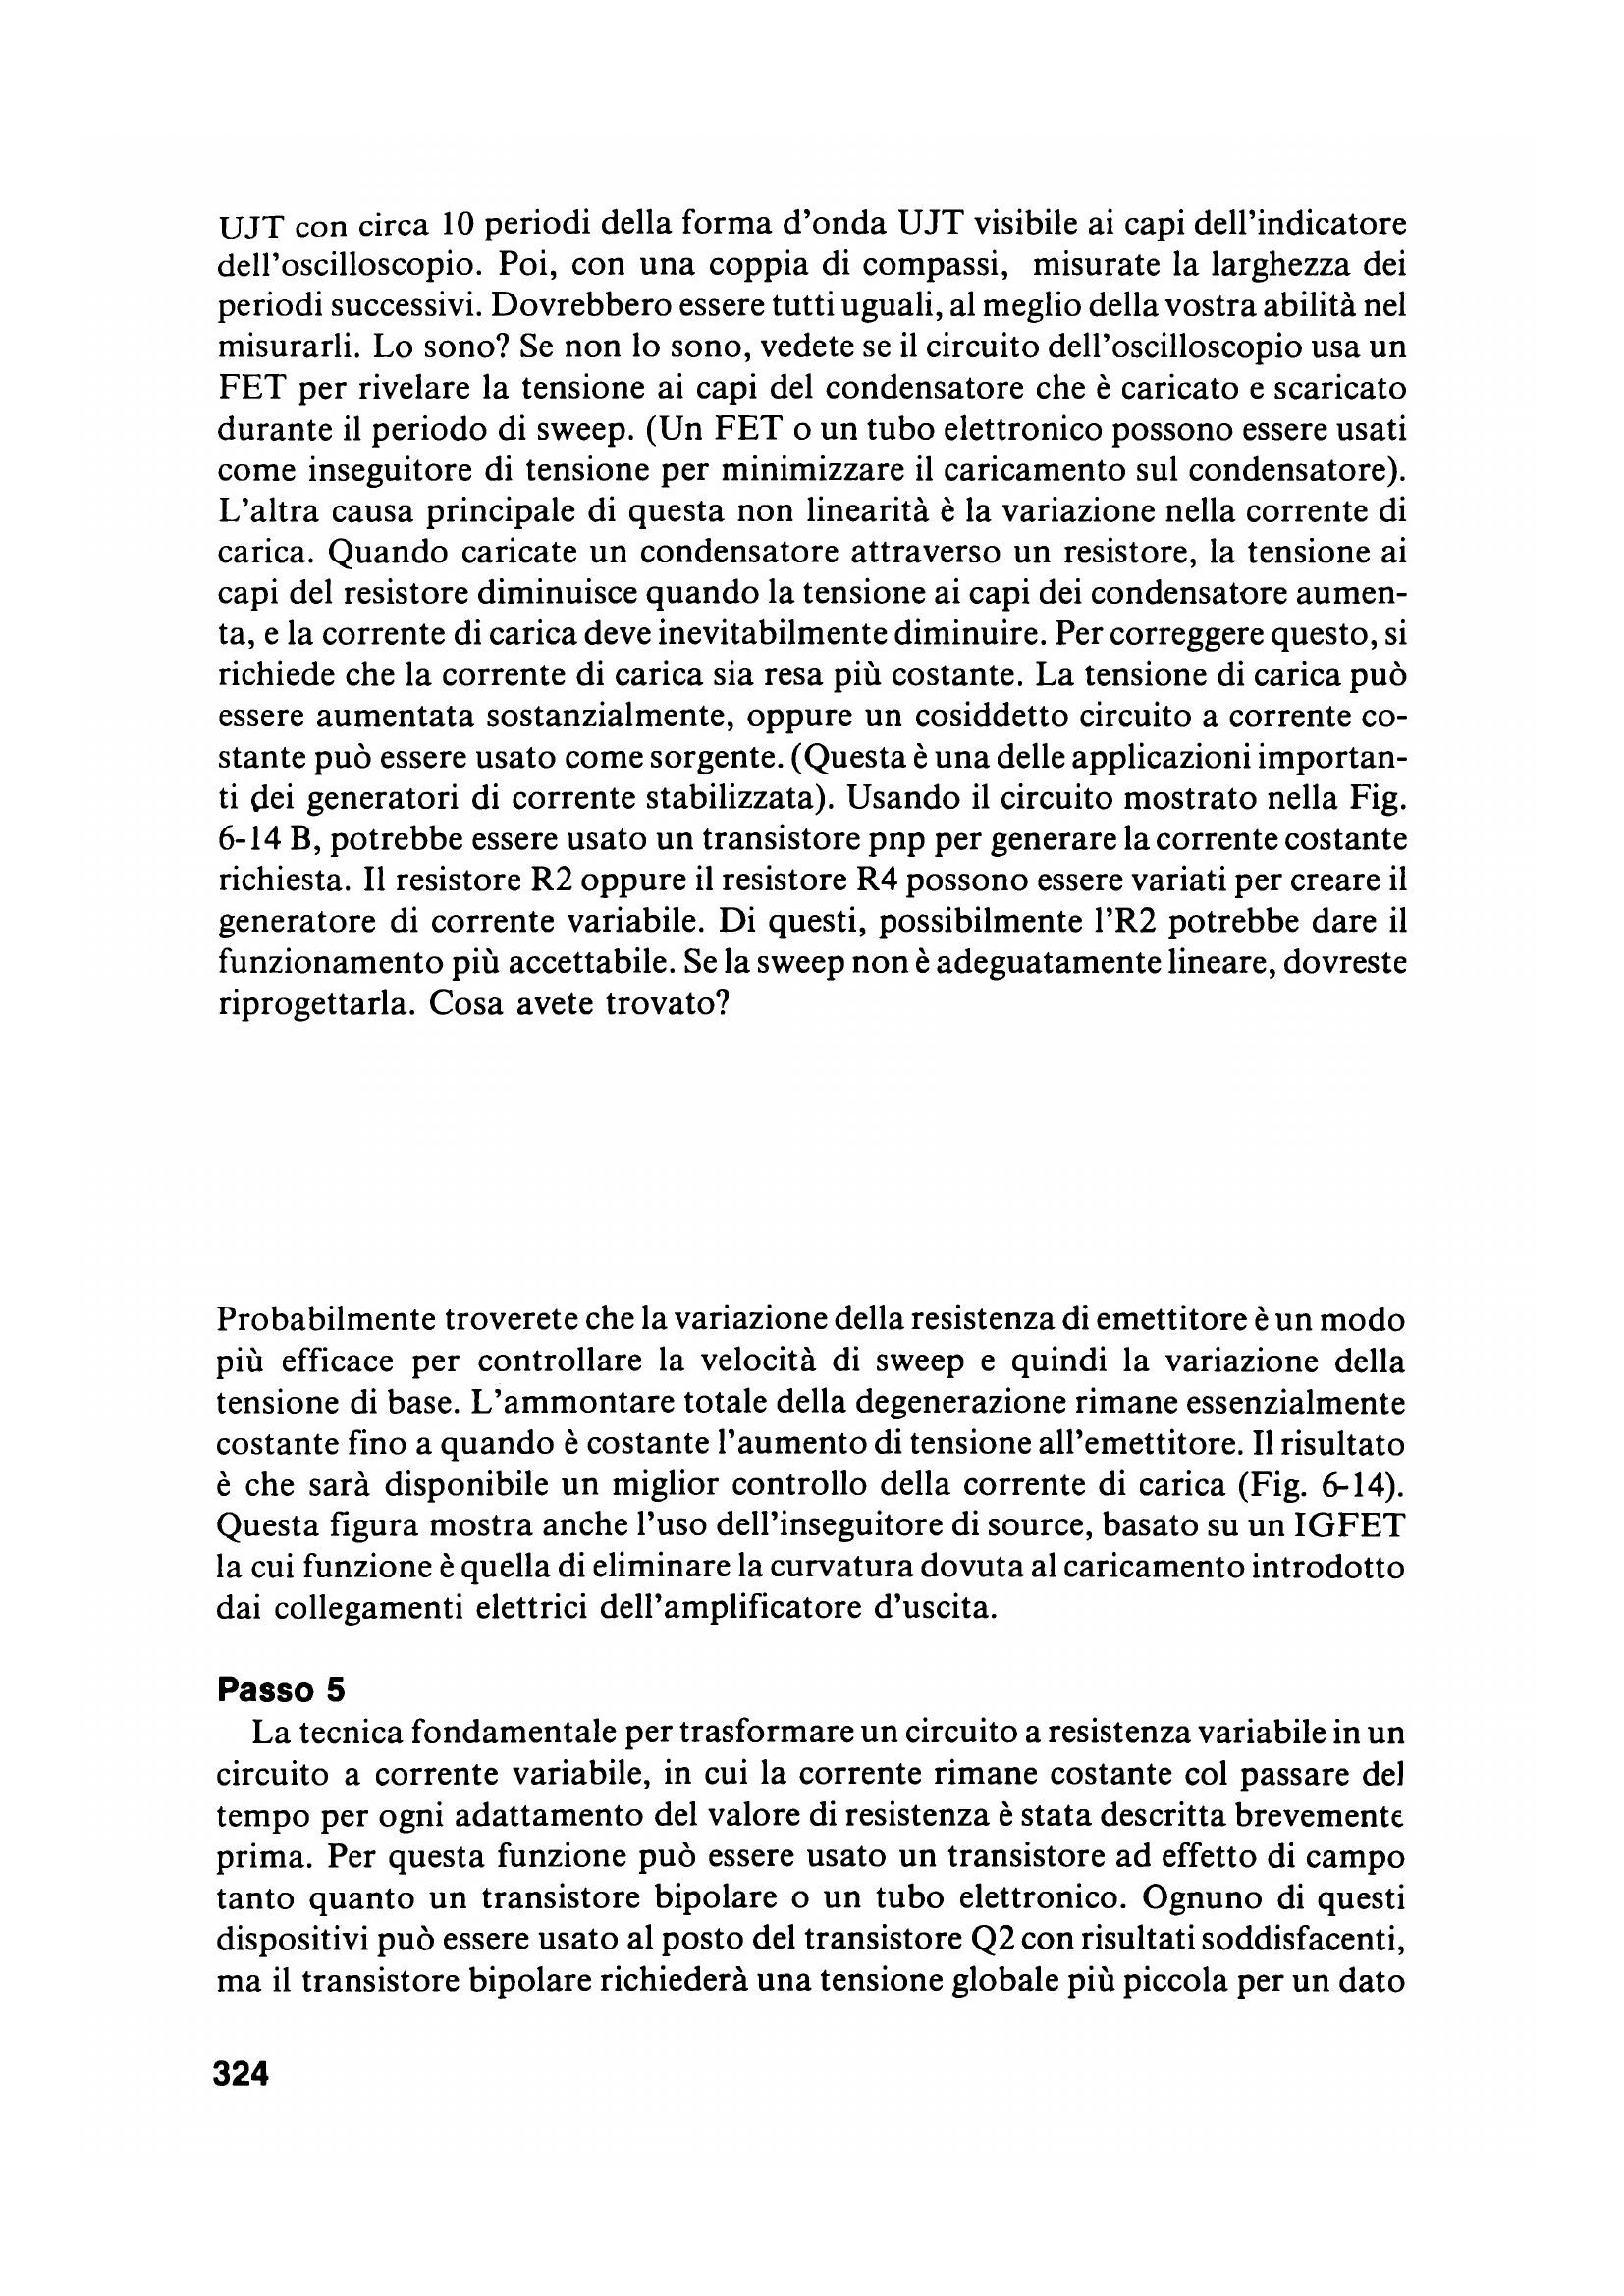 UJT con circa 10 periodi della forma d'onda UJT visibile ai capi dell'indicatore
dell'oscilloscopio. Poi, con una coppia di compassi, misurate la larghezza dei
periodi successivi. Dovrebbero essere tutti uguali, al meglio della vostra abilità nel
misurarli. Lo sono? Se non lo sono, vedete se il circuito dell'oscilloscopio usa un
FET per rivelare la tensione ai capi del condensatore che è caricato e scaricato
durante il periodo di sweep. (Un FET o un tubo elettronico possono essere usati
come inseguitore di tensione per minimizzare il caricamento sul condensatore).
L'altra causa principale di questa non linearità è la variazione nella corrente di
carica. Quando caricate un condensatore attraverso un resistore, la tensione ai
capi del resistore diminuisce quando la tensione ai capi dei condensatore aumen-
ta, e la corrente di carica deve inevitabilmente diminuire. Per correggere questo, si
richiede che la corrente di carica sia resa più costante. La tensione di carica può
essere aumentata sostanzialmente, oppure un cosiddetto circuito a corrente co-
stante può essere usato come sorgente. (Questa è una delle applicazioni importan-
ti dei generatori di corrente stabilizzata). Usando il circuito mostrato nella Fig.
6-14 B, potrebbe essere usato un transistore pnp per generare la corrente costante
richiesta. Il resistore R2 oppure il resistore R4 possono essere variati per creare il
generatore di corrente variabile. Di questi, possibilmente l'R2 potrebbe dare il
funzionamento più accettabile. Se la sweep non è adeguatamente lineare, dovreste
riprogettarla. Cosa avete trovato?
Probabilmente troverete che la variazione della resistenza di emettitore è un modo
più efficace per controllare la velocità di sweep e quindi la variazione della
tensione di base. L'ammontare totale della degenerazione rimane essenzialmente
costante fino a quando è costante l'aumento di tensione all'emettitore. Il risultato
è che sarà disponibile un miglior controllo della corrente di carica (Fig. 6-14).
Questa figura mostra anche l'uso dell'inseguitore di source, basato su un IGFET
la cui funzione è quella di eliminare la curvatura dovuta al caricamento introdotto
dai collegamenti elettrici dell'amplificatore d'uscita.
Passo 5
La tecnica fondamentale per trasformare un circuito a resistenza variabile in un
circuito a corrente variabile, in cui la corrente rimane costante col passare del
tempo per ogni adattamento del valore di resistenza è stata descritta brevemente
prima. Per questa funzione può essere usato un transistore ad effetto di campo
tanto quanto un transistore bipolare o un tubo elettronico. Ognuno di questi
dispositivi può essere usato al posto del transistore Q2 con risultati soddisfacenti,
ma il transistore bipolare richiederà una tensione globale più piccola per un dato
324